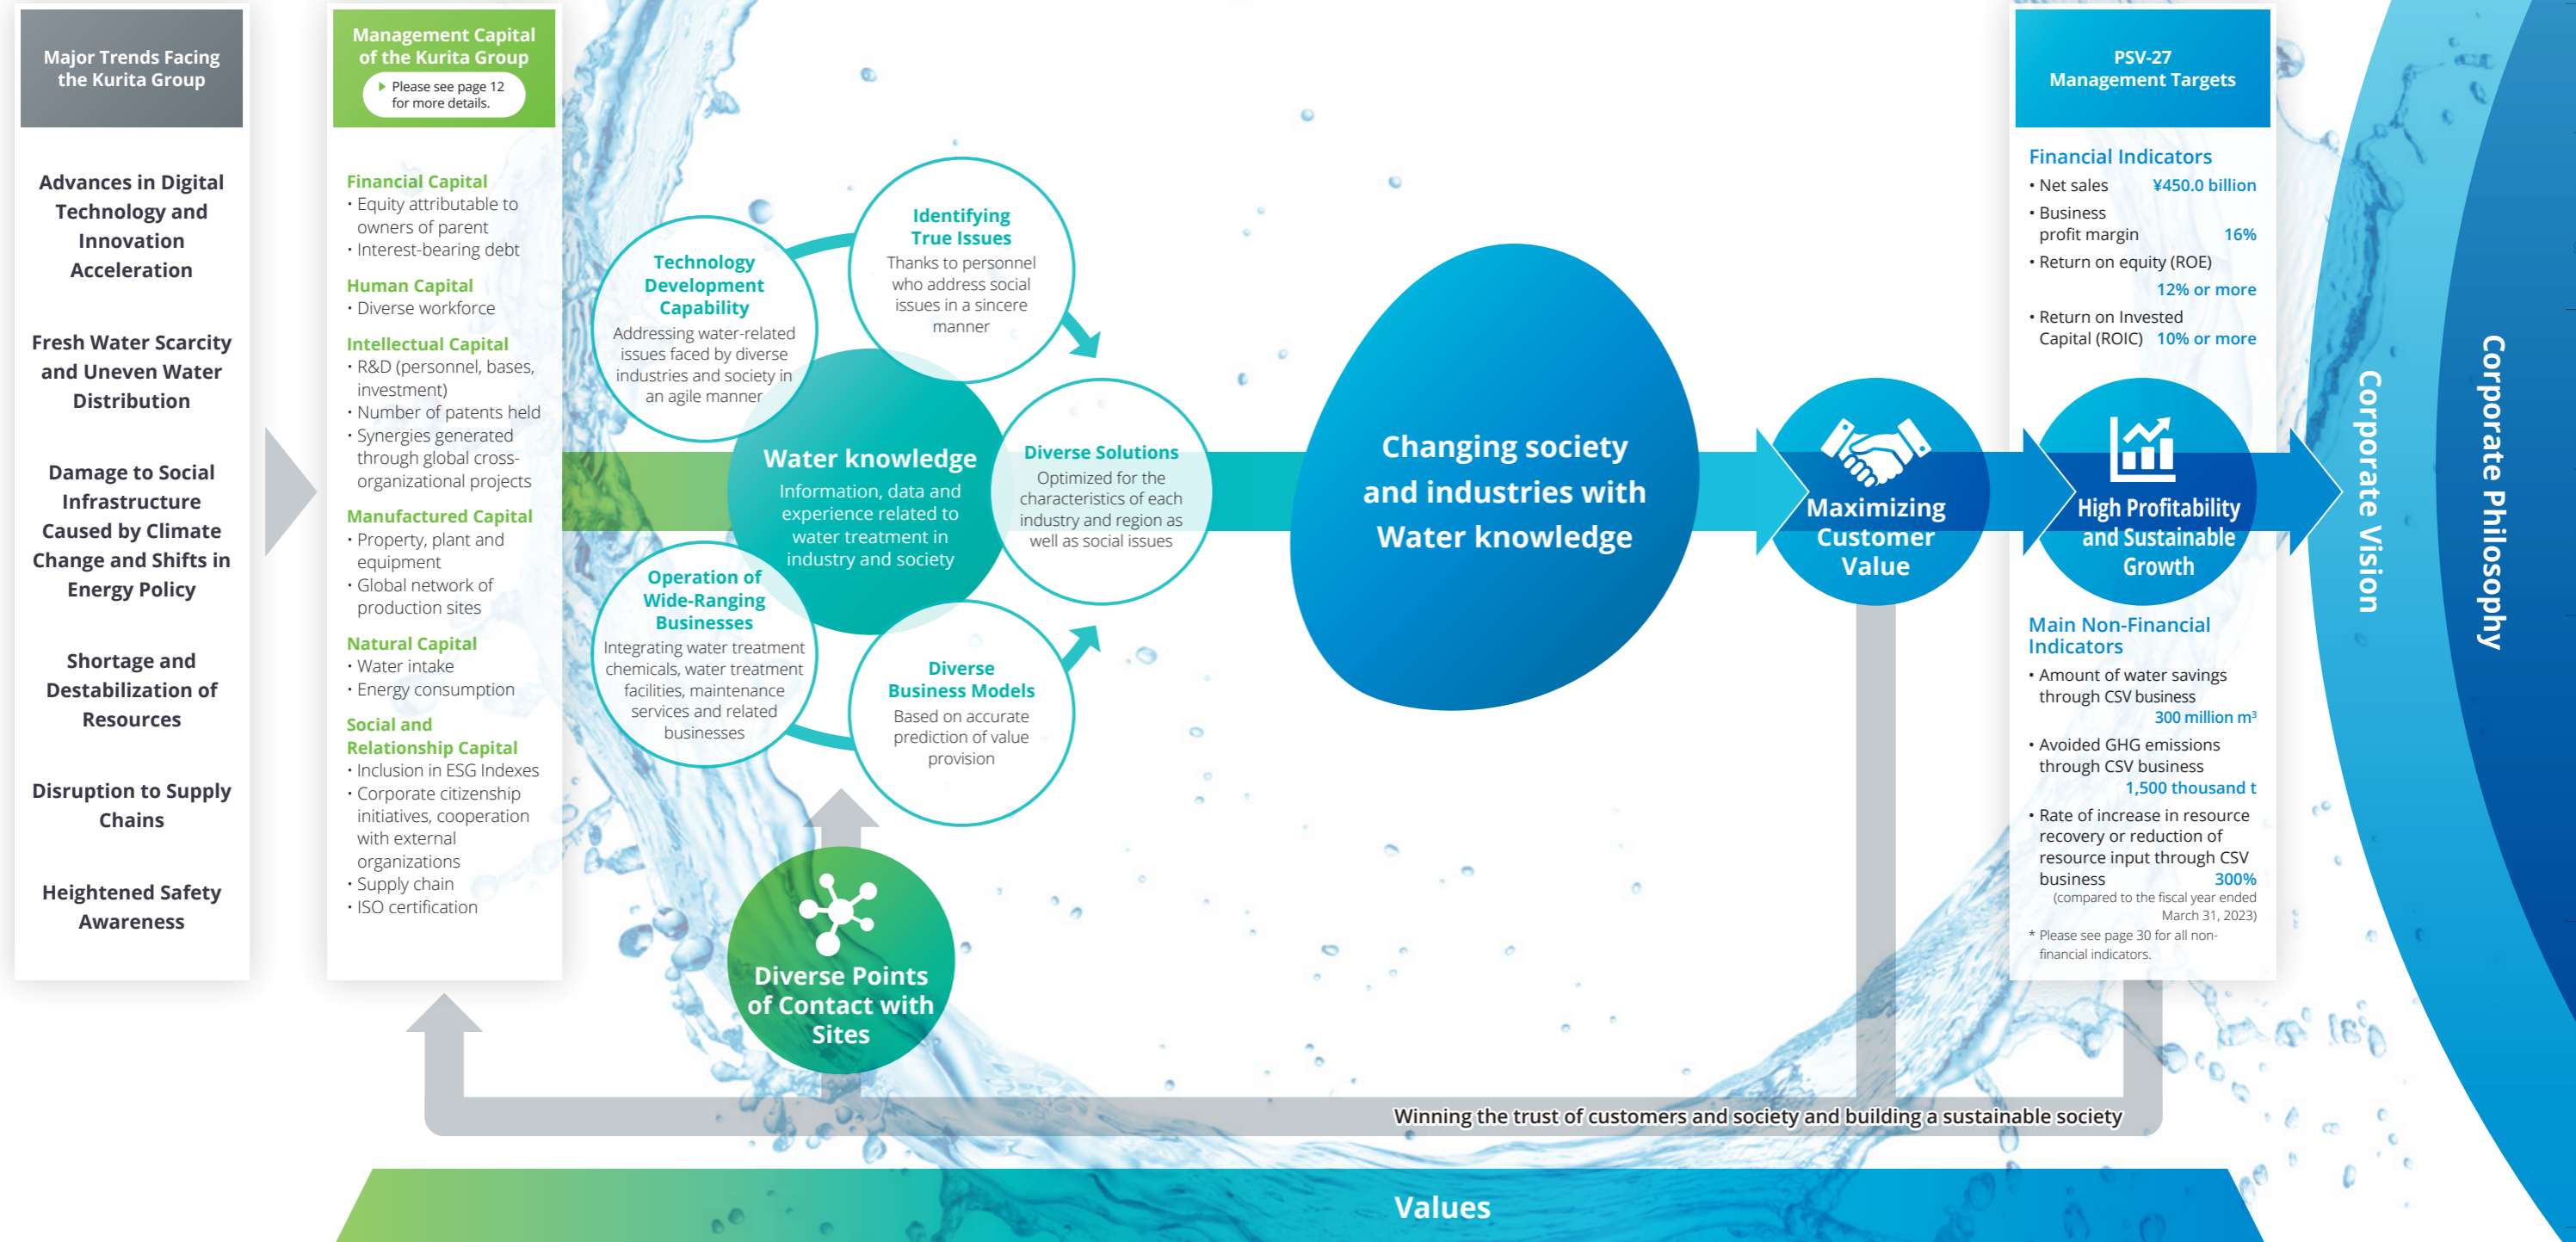 Major Trends Facing
the Kurita Group
Advances in Digital
Technology and
Innovation
Acceleration
Fresh Water Scarcity
and Uneven Water
Distribution
Damage to Social
Infrastructure
Caused by Climate
Change and Shifts in
Energy Policy
Shortage and
Destabilization of
Resources
Disruption to Supply
Chains
Heightened Safety
Awareness
Management Capital
of the Kurita Group
Please see page 12
for more details.
Financial Capital
・Equity attributable to
owners of parent
・Interest-bearing debt
Human Capital
・Diverse workforce
Intellectual Capital
・R&D (personnel, bases,
investment)
・Number of patents held
・Synergies generated
through global cross-
organizational projects
Manufactured Capital
・Property, plant and
equipment
・Global network of
production sites
Natural Capital
・Water intake
・Energy consumption
Social and
Relationship Capital
・Inclusion in ESG Indexes
・Corporate citizenship
initiatives, cooperation
with external
organizations
・Supply chain
・ISO certification
Technology
Development
Capability
Addressing water-related
issues faced by diverse
industries and society in
an agile manner
Identifying
True Issues
Thanks to personnel
who address social
issues in a sincere
manner
Water knowledge
Information, data and
experience related to
water treatment in
industry and society
Diverse Solutions
Optimized for the
characteristics of each
industry and region as
well as social issues
Operation of
Wide-Ranging
Businesses
Integrating water treatment
chemicals, water treatment
facilities, maintenance
services and related
businesses
Diverse
Business Models
Based on accurate
prediction of value
provision
Diverse Points
of Contact with
Sites
Changing society
and industries with
Water knowledge
Maximizing
Customer
Value
PSV-27
Management Targets
Financial Indicators
• Net sales ¥450.0 billion
• Business
profit margin 16%
• Return on equity (ROE)
12% or more
• Return on Invested
Capital (ROIC) 10% or more
High Profitability
and Sustainable
Growth
Main Non-Financial
Indicators
• Amount of water savings
through CSV business
300 million m³
• Avoided GHG emissions
through CSV business
1,500 thousand t
• Rate of increase in resource
recovery or reduction of
resource input through CSV
business 300%
(compared to the fiscal year ended
March 31, 2023)
* Please see page 30 for all non-
financial indicators.
Corporate Vision
Corporate Philosophy
Winning the trust of customers and society and building a sustainable society
Values